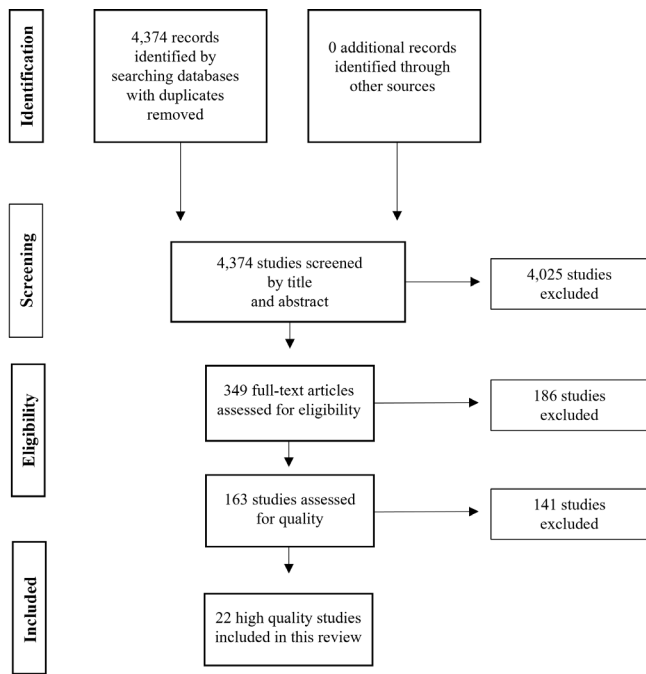 Identification
4,374 records
identified by
searching databases
with duplicates
removed
0 additional records
identified through
other sources
Screening
4,374 studies screened
by title
and abstract
4,025 studies
excluded
Eligibility
349 full-text articles
assessed for eligibility
186 studies
excluded
163 studies assessed
for quality
141 studies
excluded
Included
22 high quality studies
included in this review